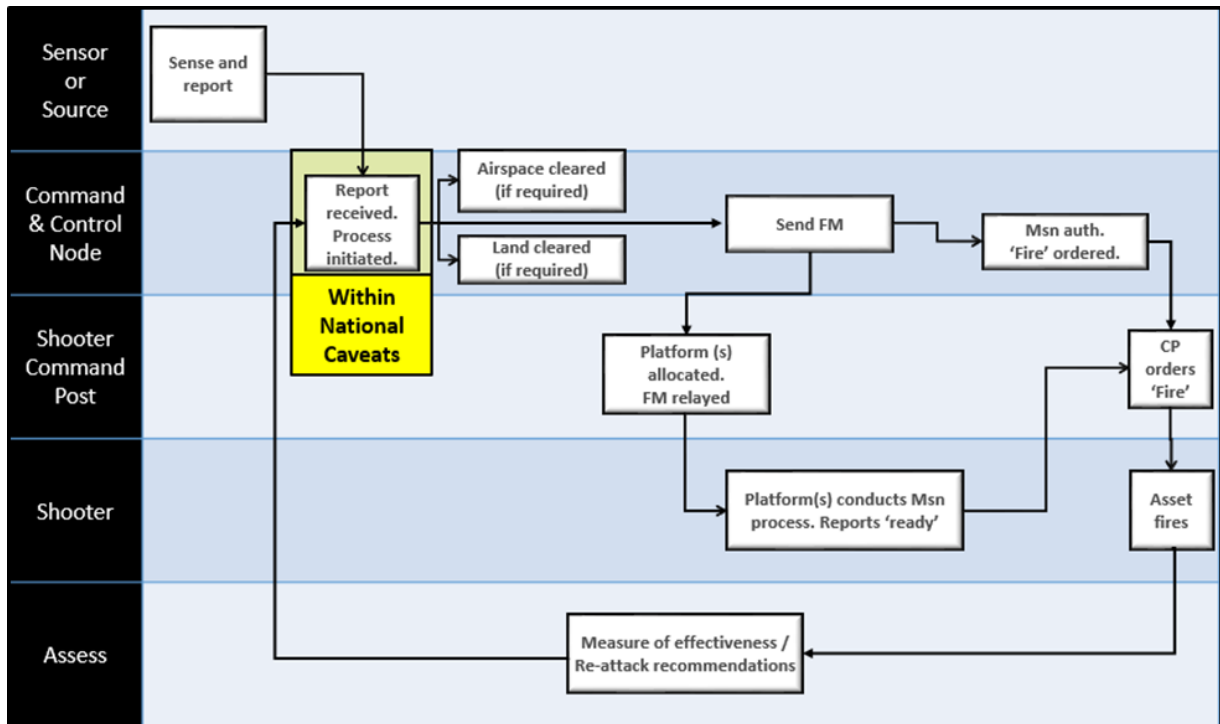 Sensor
or
Source
Sense and
report
Command
& Control
Node
Report
received.
Process
initiated.
Airspace cleared
(if required)
Land cleared
(if required)
Send FM
Msn auth.
‘Fire’ ordered.
Within
National
Caveats
Shooter
Command
Post
Platform (s)
allocated.
FM relayed
CP
orders
‘Fire’
Shooter
Platform(s) conducts Msn
process. Reports ‘ready’
Asset
fires
Assess
Measure of effectiveness /
Re-attack recommendations